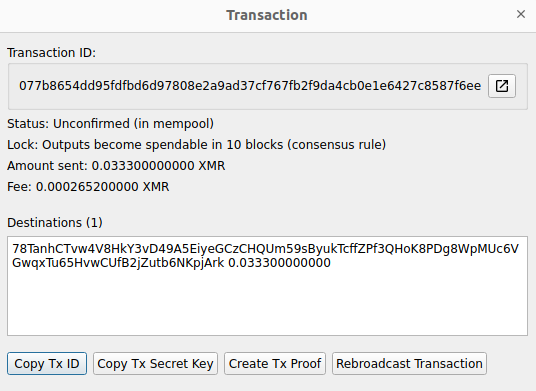 Transaction
Transaction ID:
077b8654dd95fdfbd6d97808e2a9ad37cf767fb2f9da4cb0e1e6427c8587f6ee
Status: Unconfirmed (in mempool)
Lock: Outputs become spendable in 10 blocks (consensus rule)
Amount sent: 0.033300000000 XMR
Fee: 0.000265200000 XMR
Destinations (1)
78TanhCTvw4V8HkY3vD49A5EiyeGCzCHQUm59sByukTcffZPf3QHoK8PDg8WpMUc6V
GwqxTu65HvwCUfB2jZutb6NKpjArk 0.033300000000
Copy Tx ID
Copy Tx Secret Key
Create Tx Proof
Rebroadcast Transaction